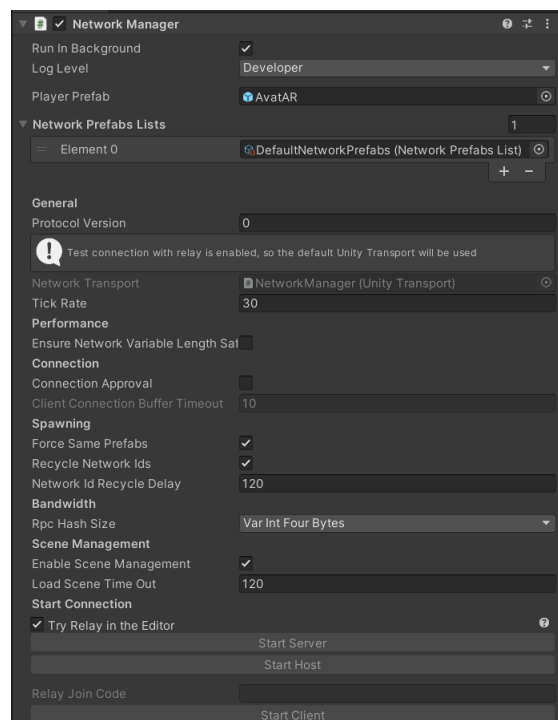 # Network Manager
Run In Background
Log Level Developer
Player Prefab AvatAR
Network Prefabs Lists 1
Element 0 DefaultNetworkPrefabs (Network Prefabs List)
+ −
General
Protocol Version 0
Test connection with relay is enabled, so the default Unity Transport will be used
Network Transport NetworkManager (Unity Transport)
Tick Rate 30
Performance
Ensure Network Variable Length Saf
Connection
Connection Approval
Client Connection Buffer Timeout 10
Spawning
Force Same Prefabs
Recycle Network Ids
Network Id Recycle Delay 120
Bandwidth
Rpc Hash Size Var Int Four Bytes
Scene Management
Enable Scene Management
Load Scene Time Out 120
Start Connection
Try Relay in the Editor
Start Server
Start Host
Relay Join Code
Start Client